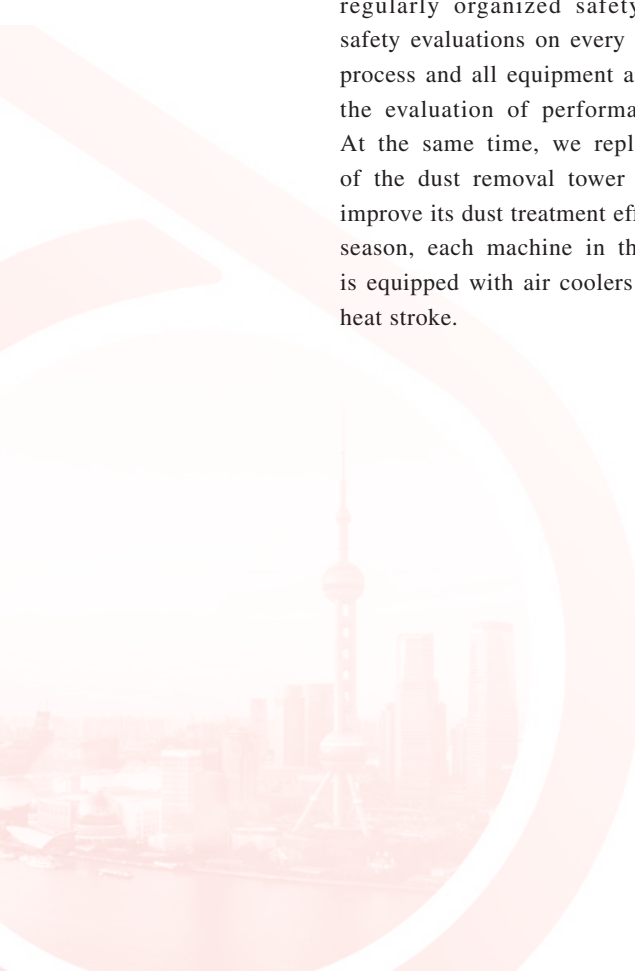 regularly organized safety
safety evaluations on every
process and all equipment a
the evaluation of performa
At the same time, we repl
of the dust removal tower
improve its dust treatment ef
season, each machine in th
is equipped with air coolers
heat stroke.